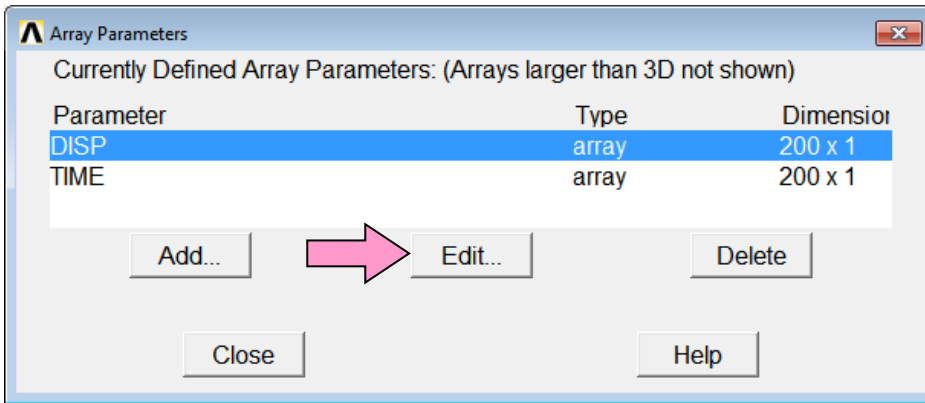 Array Parameters
Currently Defined Array Parameters: (Arrays larger than 3D not shown)
Parameter Type Dimension
DISP array 200 x 1
TIME array 200 x 1
Add... Edit... Delete
Close Help